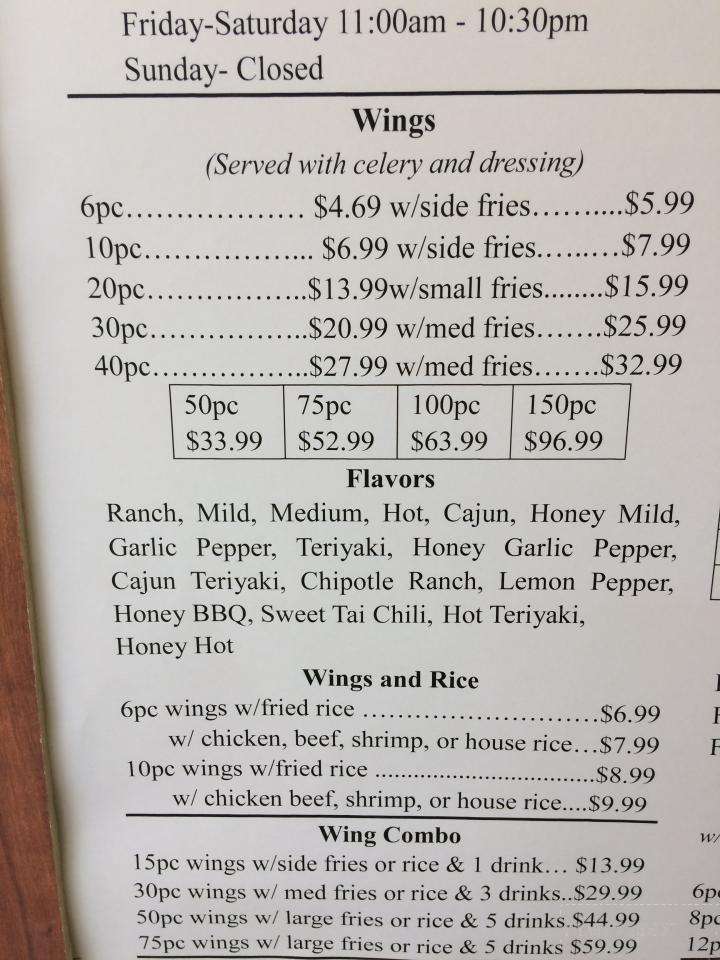 Friday-Saturday 11:00am - 10:30pm
Sunday- Closed
Wings
(Served with celery and dressing)
6pc.................. $4.69 w/side fries..........$5.99
10pc.................. $6.99 w/side fries.........$7.99
20pc..................$13.99w/small fries........$15.99
30pc..................$20.99 w/med fries.......$25.99
40pc..................$27.99 w/med fries.......$32.99
50pc 75pc 100pc 150pc
$33.99 $52.99 $63.99 $96.99
Flavors
Ranch, Mild, Medium, Hot, Cajun, Honey Mild,
Garlic Pepper, Teriyaki, Honey Garlic Pepper,
Cajun Teriyaki, Chipotle Ranch, Lemon Pepper,
Honey BBQ, Sweet Tai Chili, Hot Teriyaki,
Honey Hot
Wings and Rice
6pc wings w/fried rice ..............................$6.99
w/ chicken, beef, shrimp, or house rice...$7.99
10pc wings w/fried rice ....................................$8.99
w/ chicken beef, shrimp, or house rice....$9.99
Wing Combo
15pc wings w/side fries or rice & 1 drink... $13.99
30pc wings w/ med fries or rice & 3 drinks..$29.99
50pc wings w/ large fries or rice & 5 drinks.$44.99
75pc wings w/ large fries or rice & 5 drinks $59.99
w/
6pc
8pc
12p